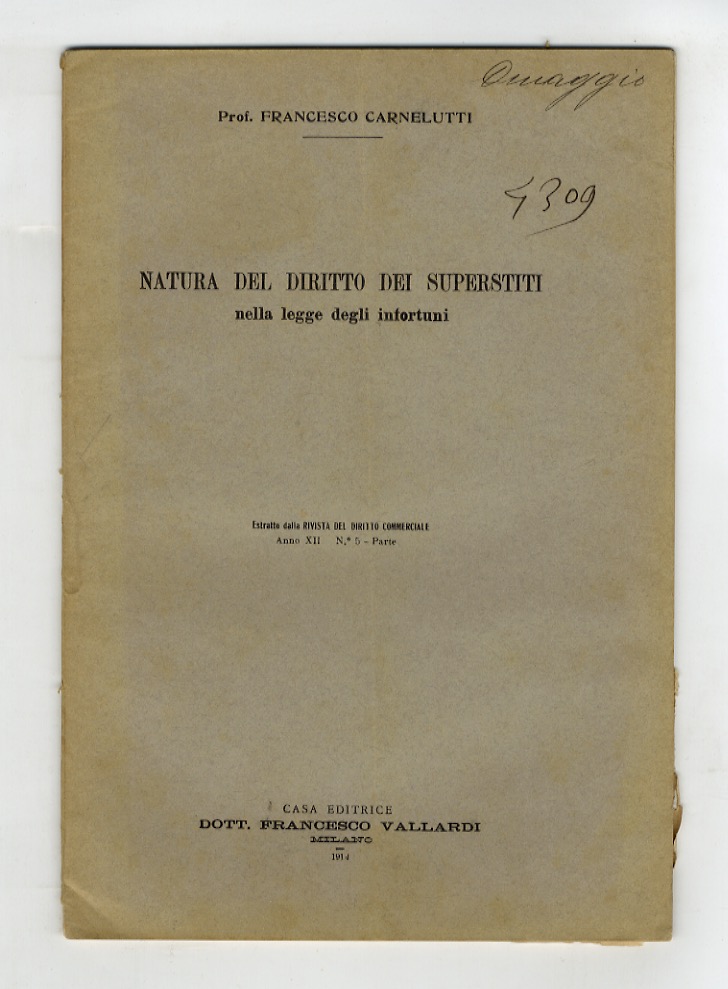 Omaggio
Prof. FRANCESCO CARNELUTTI
4309
NATURA DEL DIRITTO DEI SUPERSTITI
nella legge degli infortuni
Estratto dalla RIVISTA DEL DIRITTO COMMERCIALE
Anno XII N.° 5 - Parte
CASA EDITRICE
DOTT. FRANCESCO VALLARDI
MILANO
1914